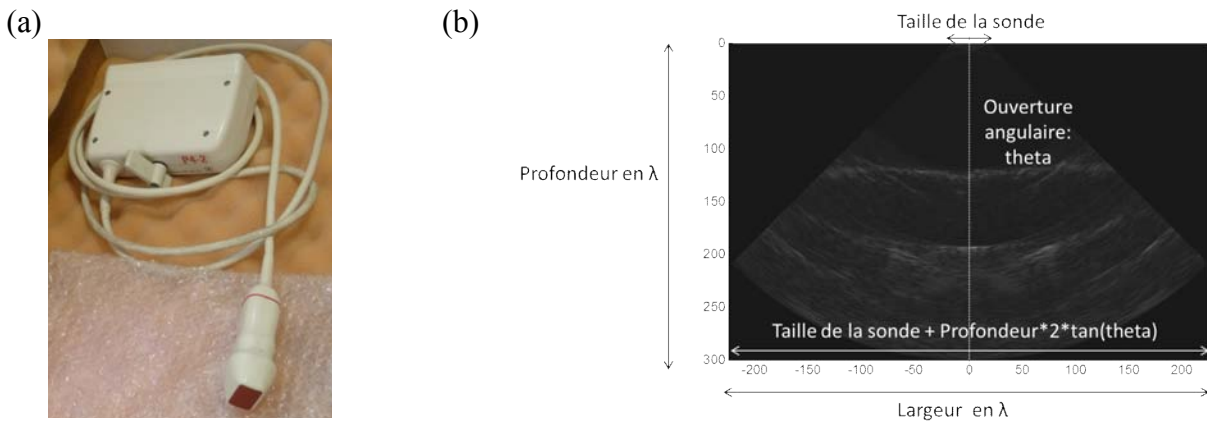 (a)
P4-2
(b)
Taille de la sonde
0
50
100
150
200
250
300
Profondeur en λ
Ouverture
angulaire:
theta
Taille de la sonde + Profondeur*2*tan(theta)
-200 -150 -100 -50 0 50 100 150 200
Largeur en λ